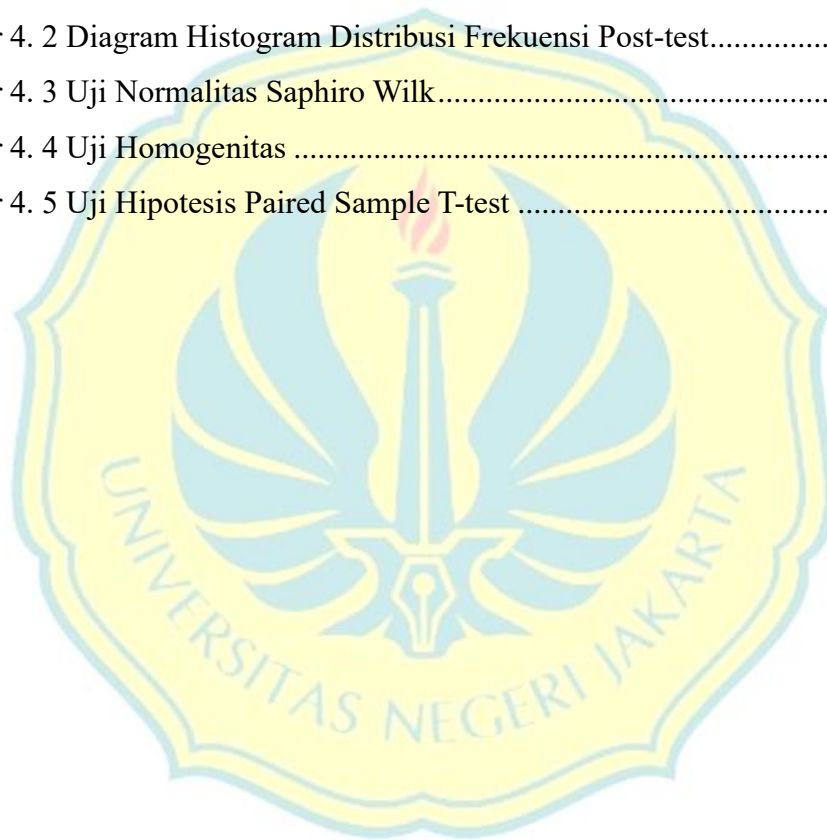 4. 2 Diagram Histogram Distribusi Frekuensi Post-test...............
4. 3 Uji Normalitas Saphiro Wilk.................................................
4. 4 Uji Homogenitas ...................................................................
4. 5 Uji Hipotesis Paired Sample T-test .......................................
UNIVERSITAS NEGERI JAKARTA